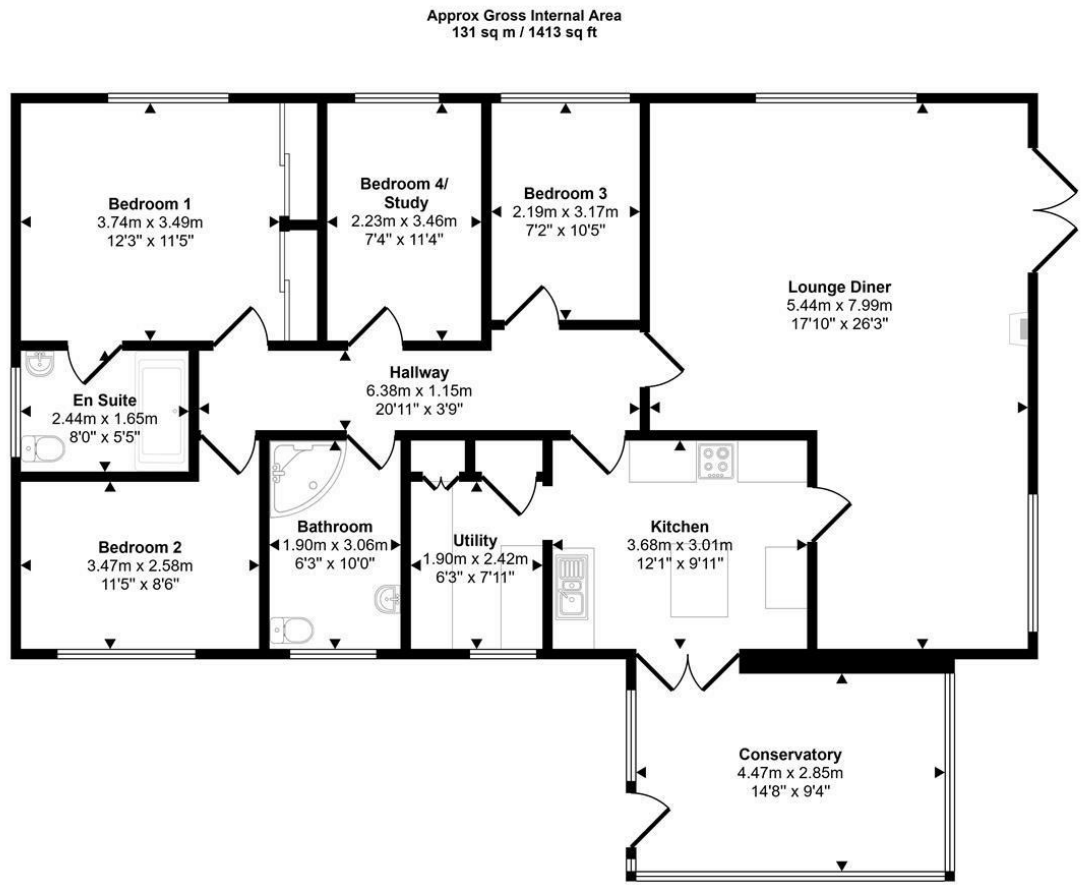 Approx Gross Internal Area
131 sq m / 1413 sq ft
Bedroom 1
3.74m x 3.49m
12'3" x 11'5"
Bedroom 4/
Study
2.23m x 3.46m
7'4" x 11'4"
Bedroom 3
2.19m x 3.17m
7'2" x 10'5"
Lounge Diner
5.44m x 7.99m
17'10" x 26'3"
Hallway
6.38m x 1.15m
20'11" x 3'9"
En Suite
2.44m x 1.65m
8'0" x 5'5"
Bedroom 2
3.47m x 2.58m
11'5" x 8'6"
Bathroom
1.90m x 3.06m
6'3" x 10'0"
Utility
1.90m x 2.42m
6'3" x 7'11"
Kitchen
3.68m x 3.01m
12'1" x 9'11"
Conservatory
4.47m x 2.85m
14'8" x 9'4"